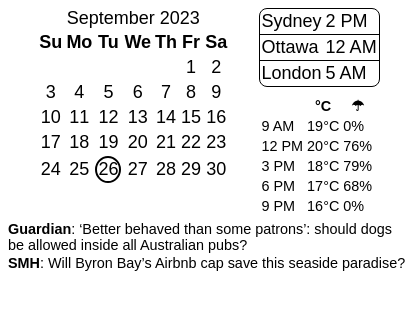 September 2023
Su Mo Tu We Th Fr Sa
1 2
3 4 5 6 7 8 9
10 11 12 13 14 15 16
17 18 19 20 21 22 23
24 25 26 27 28 29 30
Sydney 2 PM
Ottawa 12 AM
London 5 AM
°C ☂
9 AM 19°C 0%
12 PM 20°C 76%
3 PM 18°C 79%
6 PM 17°C 68%
9 PM 16°C 0%
Guardian: ‘Better behaved than some patrons’: should dogs
be allowed inside all Australian pubs?
SMH: Will Byron Bay’s Airbnb cap save this seaside paradise?